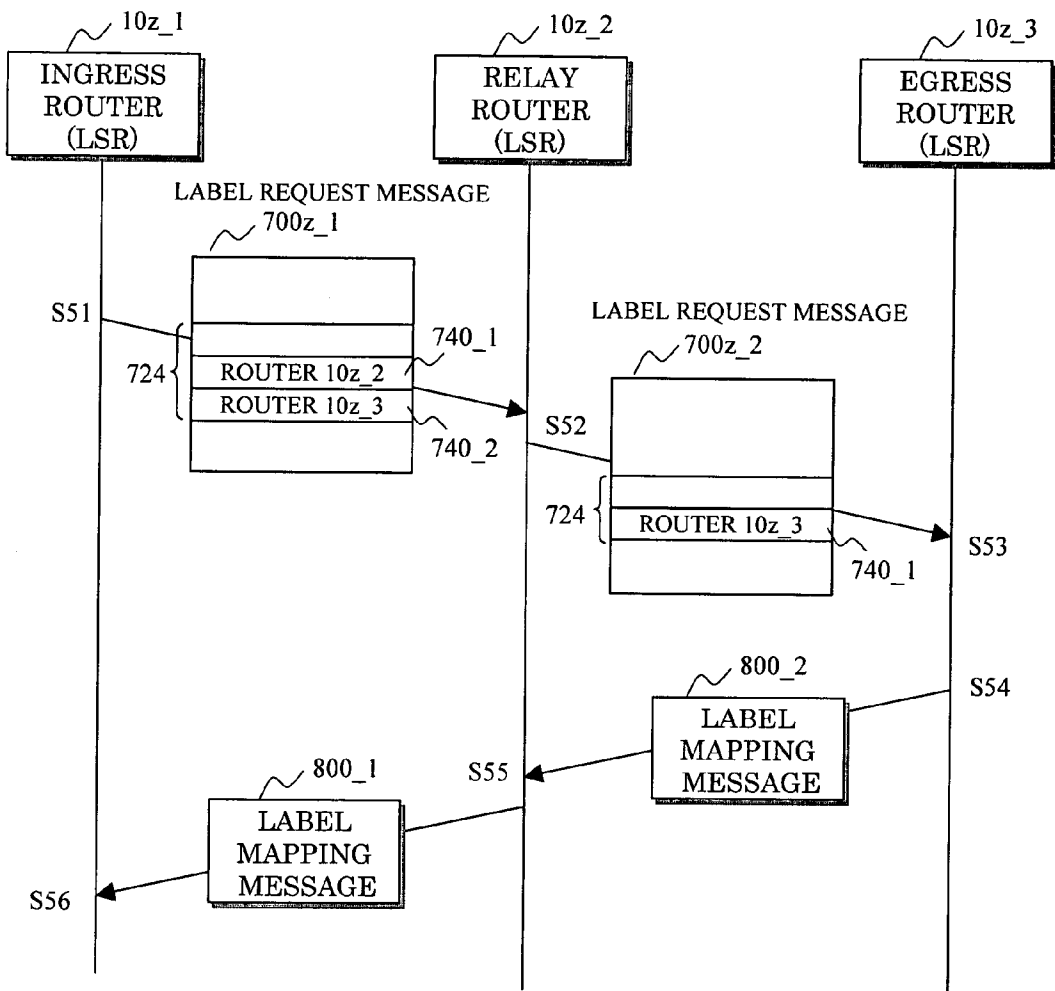 10z_1
10z_2
10z_3
INGRESS
ROUTER
(LSR)
RELAY
ROUTER
(LSR)
EGRESS
ROUTER
(LSR)
LABEL REQUEST MESSAGE
700z_1
S51
724
740_1
ROUTER 10z_2
ROUTER 10z_3
740_2
LABEL REQUEST MESSAGE
700z_2
S52
724
ROUTER 10z_3
740_1
S53
800_2
S54
LABEL
MAPPING
MESSAGE
S55
800_1
LABEL
MAPPING
MESSAGE
S56